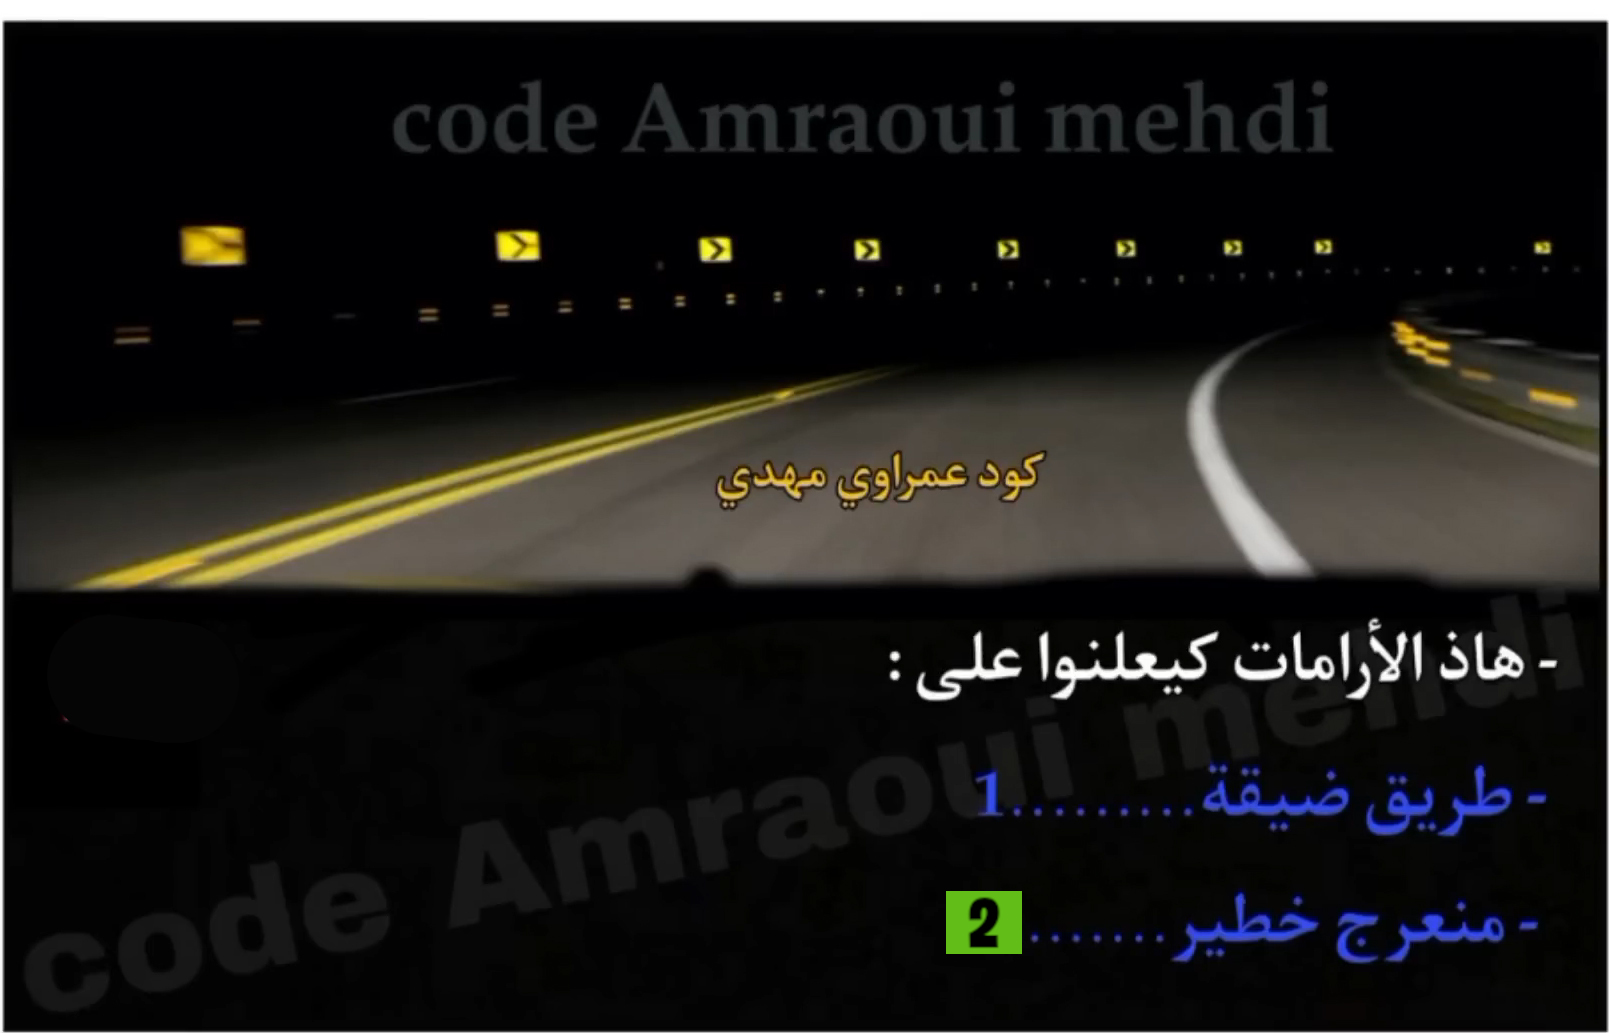 code Amraoui mehdi
كود عمراوي مهدي
- هاذ الأرامات كيعلنوا على :
- طريق ضيقة.........1
- منعرج خطير.......2
code Amraoui mehdi